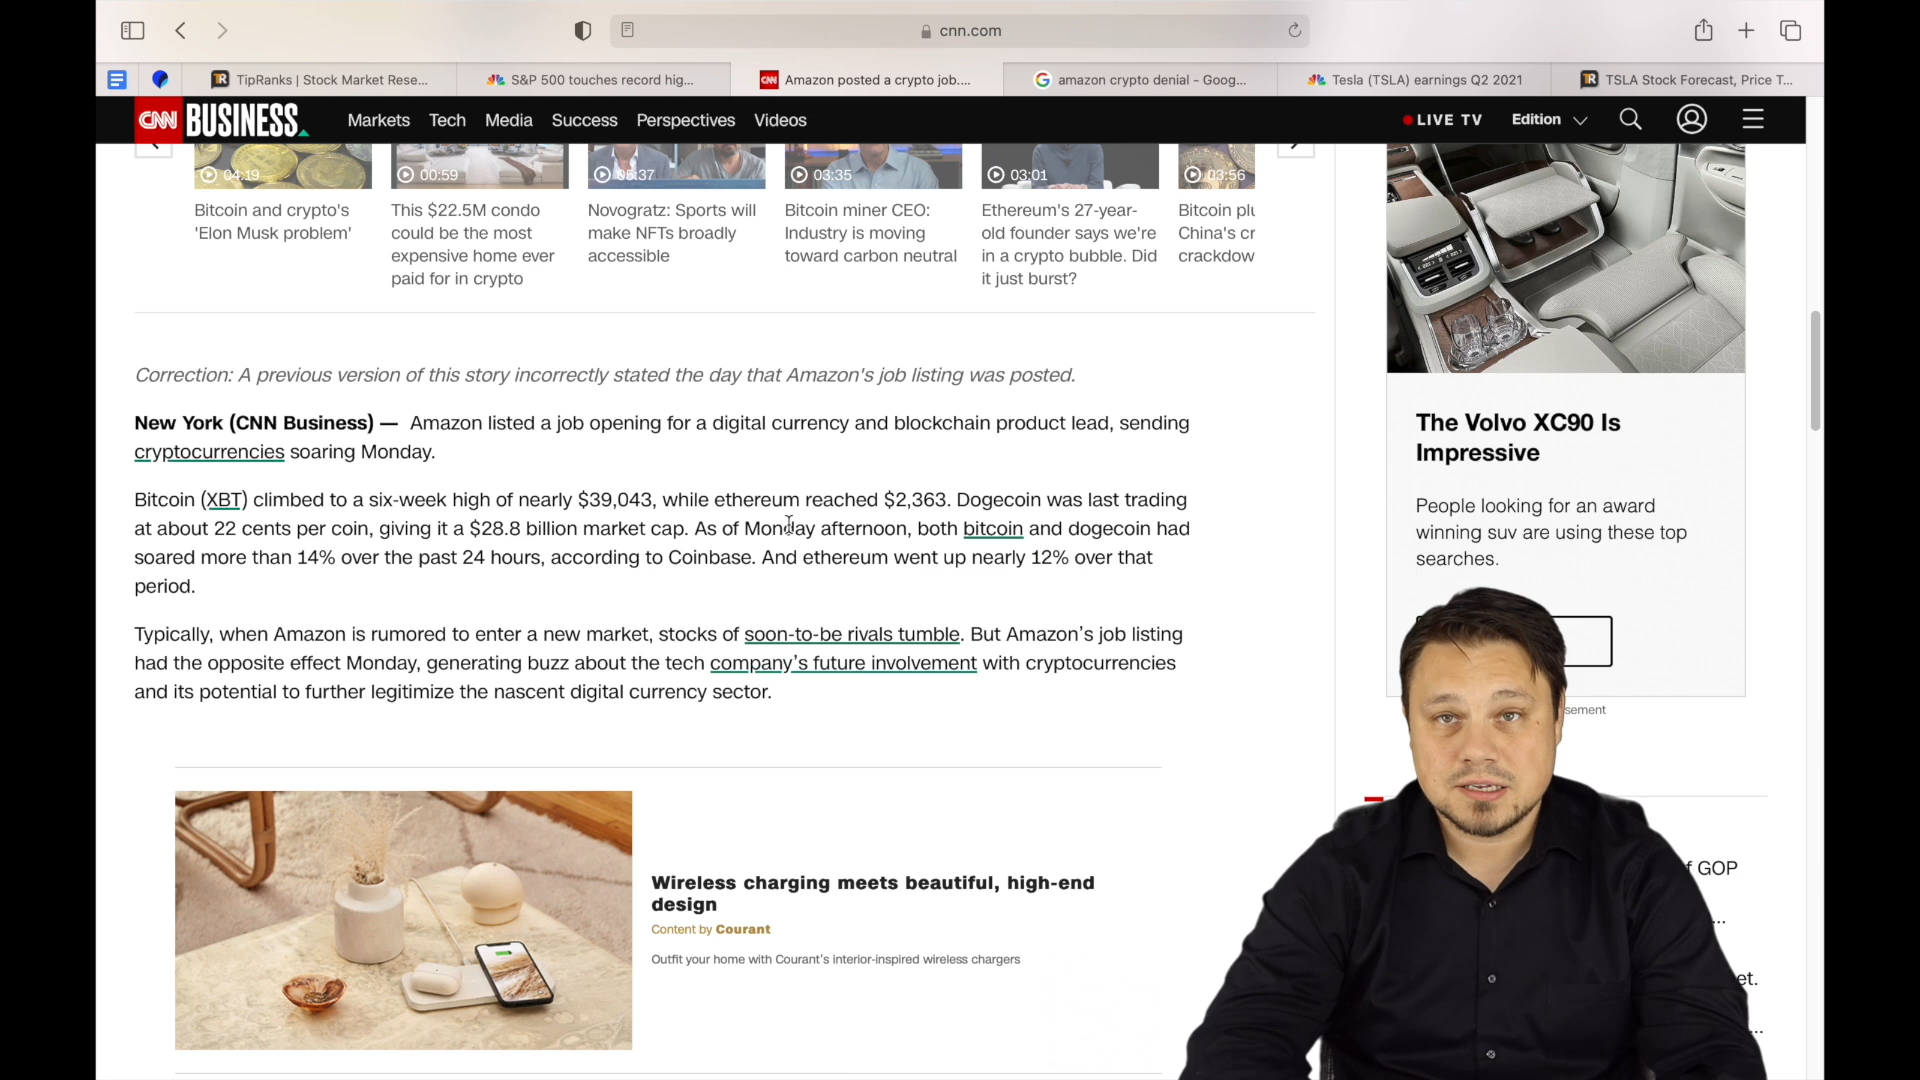 cnn.com
TipRanks | Stock Market Rese...
S&P 500 touches record hig...
Amazon posted a crypto job....
amazon crypto denial - Goog...
Tesla (TSLA) earnings Q2 2021
TSLA Stock Forecast, Price T...
CNN BUSINESS Markets Tech Media Success Perspectives Videos LIVE TV Edition
04:19
00:59
05:37
03:35
03:01
03:56
Bitcoin and crypto's
'Elon Musk problem'
This $22.5M condo
could be the most
expensive home ever
paid for in crypto
Novogratz: Sports will
make NFTs broadly
accessible
Bitcoin miner CEO:
Industry is moving
toward carbon neutral
Ethereum's 27-year-
old founder says we're
in a crypto bubble. Did
it just burst?
Bitcoin plu
China's cr
crackdow
Correction: A previous version of this story incorrectly stated the day that Amazon's job listing was posted.
New York (CNN Business) — Amazon listed a job opening for a digital currency and blockchain product lead, sending
cryptocurrencies soaring Monday.
Bitcoin (XBT) climbed to a six-week high of nearly $39,043, while ethereum reached $2,363. Dogecoin was last trading
at about 22 cents per coin, giving it a $28.8 billion market cap. As of Monday afternoon, both bitcoin and dogecoin had
soared more than 14% over the past 24 hours, according to Coinbase. And ethereum went up nearly 12% over that
period.
Typically, when Amazon is rumored to enter a new market, stocks of soon-to-be rivals tumble. But Amazon's job listing
had the opposite effect Monday, generating buzz about the tech company's future involvement with cryptocurrencies
and its potential to further legitimize the nascent digital currency sector.
Wireless charging meets beautiful, high-end
design
Content by Courant
Outfit your home with Courant's interior-inspired wireless chargers
The Volvo XC90 Is
Impressive
People looking for an award
winning suv are using these top
searches.
sement
f GOP
...
et.
...